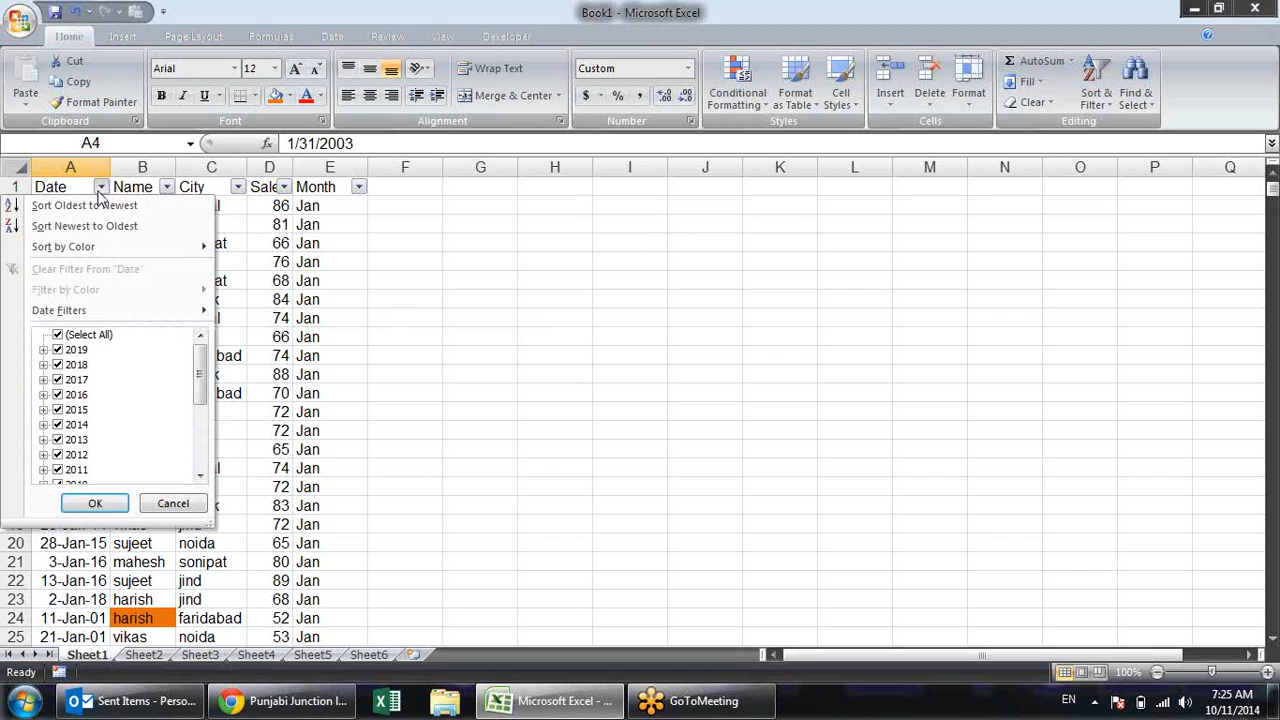 Book1 - Microsoft Excel
Home Insert Page Layout Formulas Data Review View Developer
Paste Cut Copy Format Painter Clipboard
Arial 12 A A B I U A Font
Wrap Text Merge & Center Alignment
Custom $ % , .0 .00 Number
Conditional Formatting Format as Table Cell Styles Styles
Insert Delete Format Cells
Σ AutoSum Fill Clear Sort & Filter Find & Select Editing
A4 fx 1/31/2003
A B C D E F G H I J K L M N O P Q
1 Date Name City Sale Month
Sort Oldest to Newest
Sort Newest to Oldest
Sort by Color
Clear Filter From "Date"
Filter by Color
Date Filters
(Select All)
2019
2018
2017
2016
2015
2014
2013
2012
2011
OK Cancel
86 Jan
81 Jan
at 66 Jan
76 Jan
at 68 Jan
k 84 Jan
l 74 Jan
66 Jan
bad 74 Jan
k 88 Jan
bad 70 Jan
72 Jan
72 Jan
65 Jan
l 74 Jan
72 Jan
k 83 Jan
72 Jan
20 28-Jan-15 sujeet noida 65 Jan
21 3-Jan-16 mahesh sonipat 80 Jan
22 13-Jan-16 sujeet jind 89 Jan
23 2-Jan-18 harish jind 68 Jan
24 11-Jan-01 harish faridabad 52 Jan
25 21-Jan-01 vikas noida 53 Jan
Sheet1 Sheet2 Sheet3 Sheet4 Sheet5 Sheet6
Ready 100%
Sent Items - Perso... Punjabi Junction I... Microsoft Excel - ... GoToMeeting EN 7:25 AM
10/11/2014